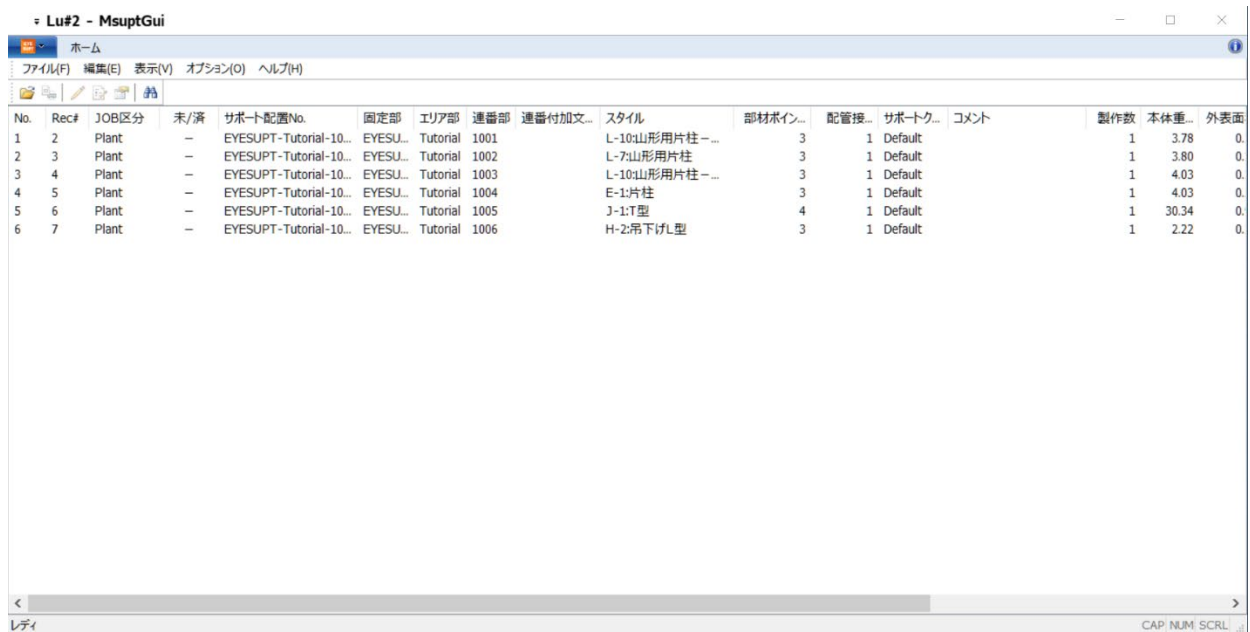 Lu#2 - MsuptGui
ホーム
ファイル(F) 編集(E) 表示(V) オプション(O) ヘルプ(H)
No. Rec# JOB区分 未/済 サポート配置No. 固定部 エリア部 連番部 連番付加文... スタイル 部材ポイン... 配管接... サポートク... コメント 製作数 本体重... 外表面
1 2 Plant – EYESUPT-Tutorial-10... EYESU... Tutorial 1001 L-10:山形用片柱－... 3 1 Default 1 3.78 0.
2 3 Plant – EYESUPT-Tutorial-10... EYESU... Tutorial 1002 L-7:山形用片柱 3 1 Default 1 3.80 0.
3 4 Plant – EYESUPT-Tutorial-10... EYESU... Tutorial 1003 L-10:山形用片柱－... 3 1 Default 1 4.03 0.
4 5 Plant – EYESUPT-Tutorial-10... EYESU... Tutorial 1004 E-1:片柱 3 1 Default 1 4.03 0.
5 6 Plant – EYESUPT-Tutorial-10... EYESU... Tutorial 1005 J-1:T型 4 1 Default 1 30.34 0.
6 7 Plant – EYESUPT-Tutorial-10... EYESU... Tutorial 1006 H-2:吊下げL型 3 1 Default 1 2.22 0.
レディ CAP NUM SCRL